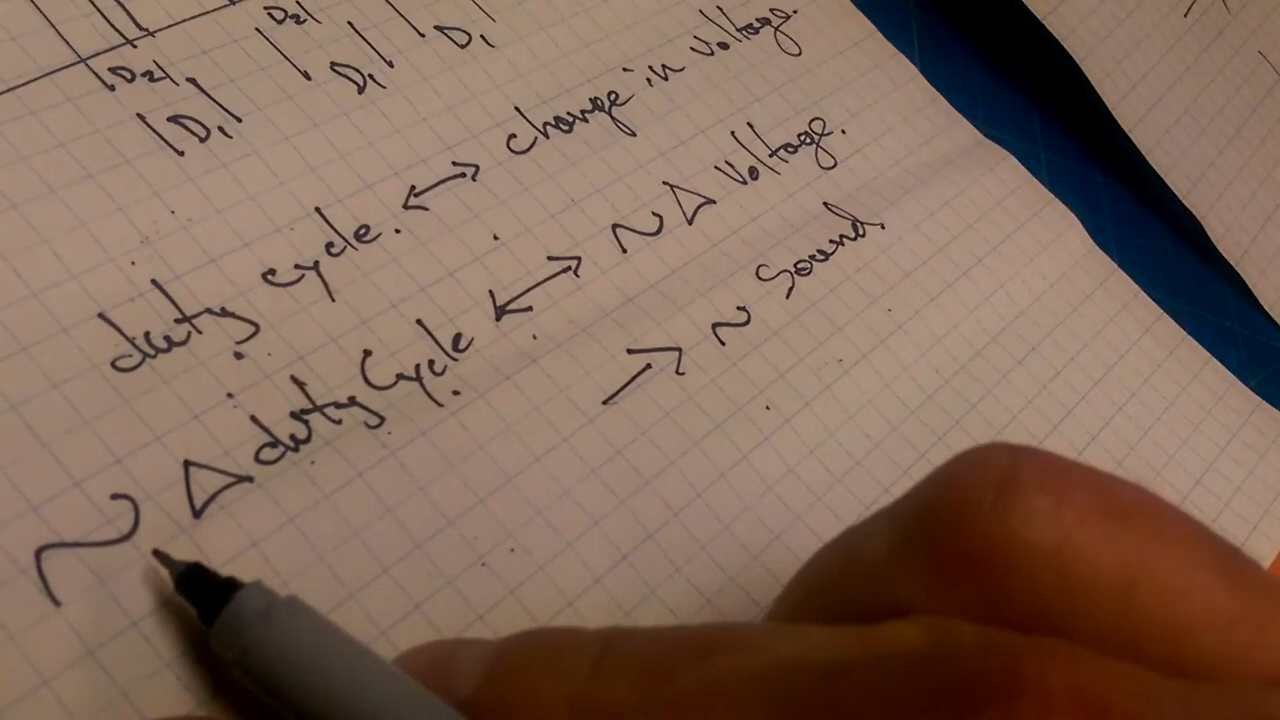 |D2| |D2|
|D1| |D1| |D1|
duty cycle. ↔ change in voltage.
~ Δ duty Cycle ↔ ~ Δ Voltage.
→ ~ Sound.